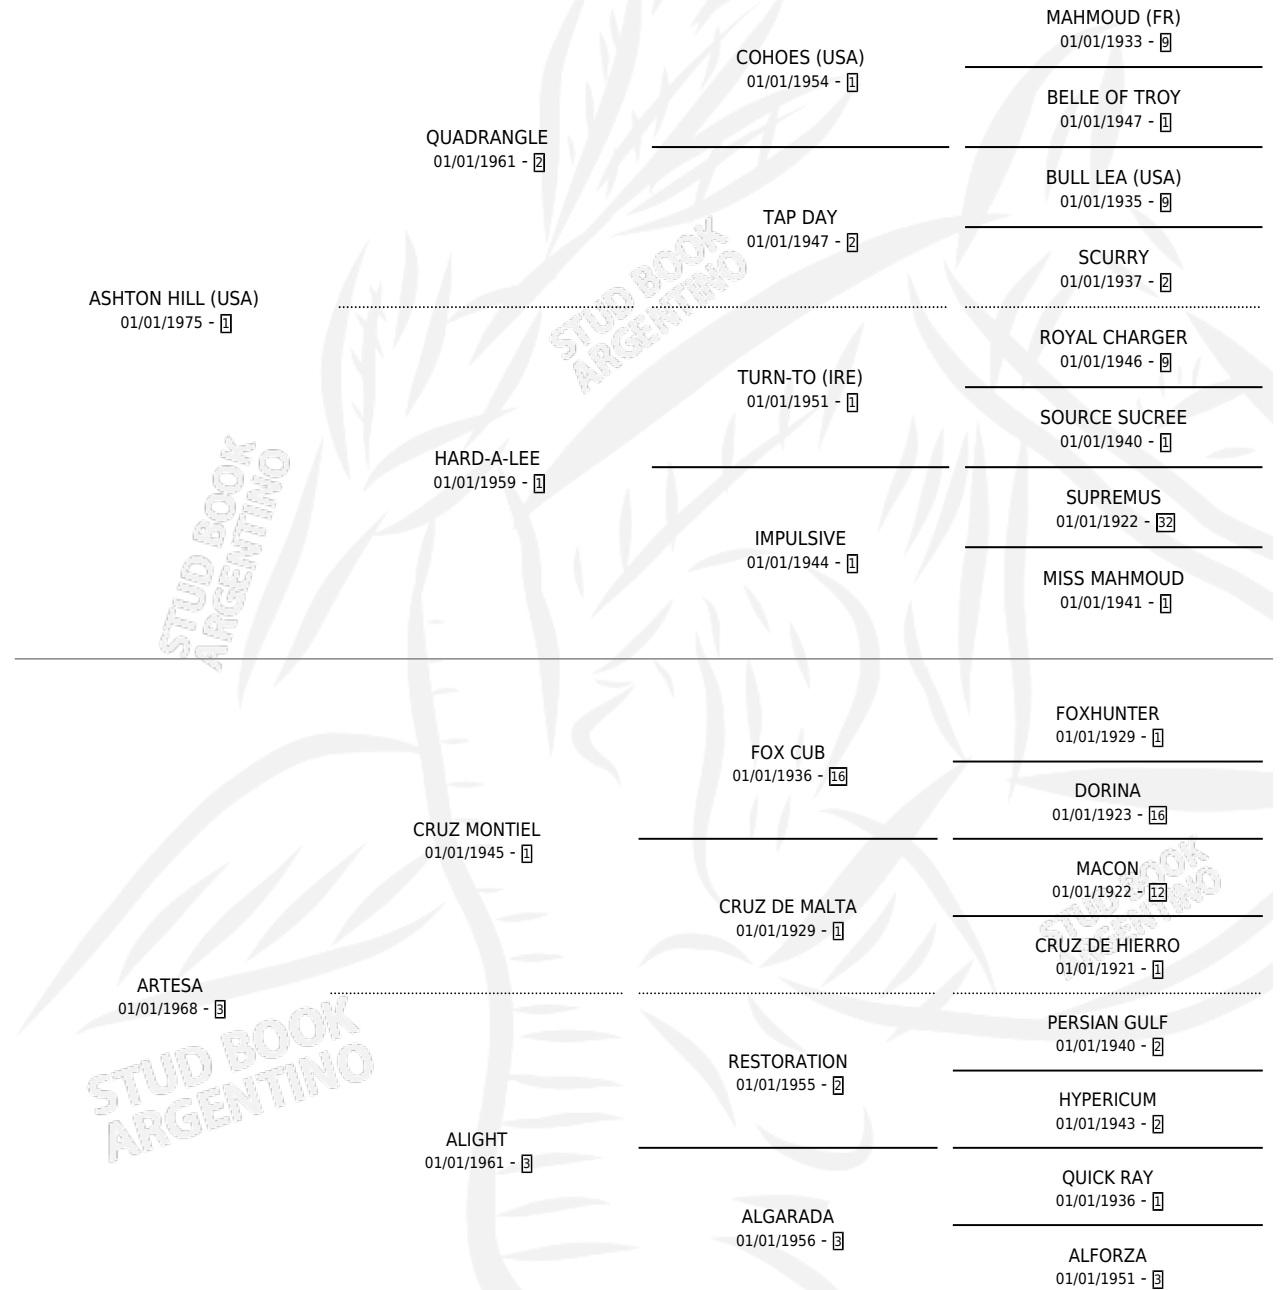 MAHMOUD (FR)
01/01/1933 - 9
COHOES (USA)
01/01/1954 - 1
BELLE OF TROY
01/01/1947 - 1
QUADRANGLE
01/01/1961 - 2
BULL LEA (USA)
01/01/1935 - 9
TAP DAY
01/01/1947 - 2
SCURRY
01/01/1937 - 2
ASHTON HILL (USA)
01/01/1975 - 1
ROYAL CHARGER
01/01/1946 - 9
TURN-TO (IRE)
01/01/1951 - 1
SOURCE SUCREE
01/01/1940 - 1
HARD-A-LEE
01/01/1959 - 1
SUPREMUS
01/01/1922 - 32
IMPULSIVE
01/01/1944 - 1
MISS MAHMOUD
01/01/1941 - 1
STUD BOOK
ARGENTINO
STUD BOOK
ARGENTINO
FOXHUNTER
01/01/1929 - 1
FOX CUB
01/01/1936 - 16
DORINA
01/01/1923 - 16
CRUZ MONTIEL
01/01/1945 - 1
MACON
01/01/1922 - 12
CRUZ DE MALTA
01/01/1929 - 1
CRUZ DE HIERRO
01/01/1921 - 1
ARTESA
01/01/1968 - 3
PERSIAN GULF
01/01/1940 - 2
RESTORATION
01/01/1955 - 2
HYPERICUM
01/01/1943 - 2
ALIGHT
01/01/1961 - 3
QUICK RAY
01/01/1936 - 1
ALGARADA
01/01/1956 - 3
ALFORZA
01/01/1951 - 3
STUD BOOK
ARGENTINO
STUD BOOK
ARGENTINO